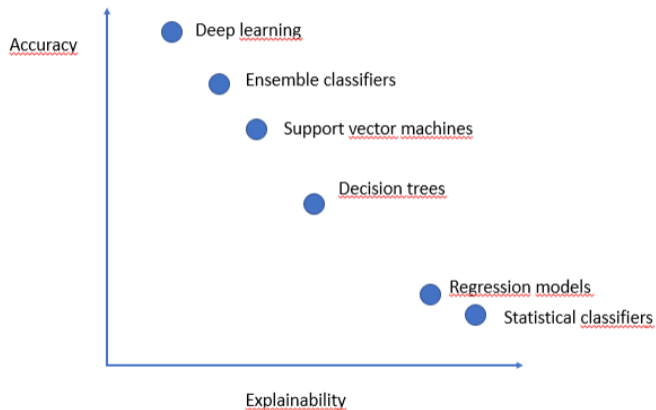 Deep learning
Accuracy
Ensemble classifiers
Support vector machines
Decision trees
Regression models
Statistical classifiers
Explainability